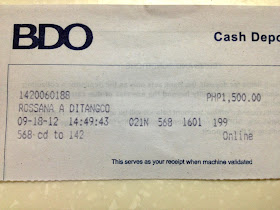 BDO
Cash Depo
1420060188 PHP1,500.00
ROSSANA A DITANGCO
09-18-12 14:49:43 021N 568 1601 199
568 cd to 142 Online
This serves as your receipt when machine validated